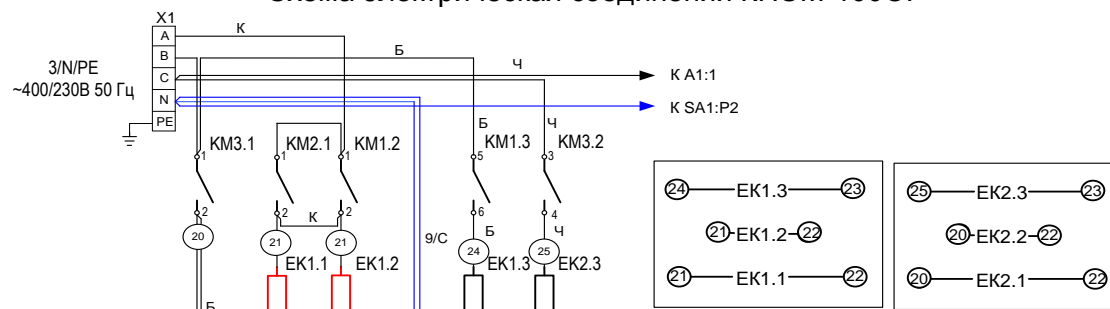 X1
A
B
C
N
PE
3/N/PE
~400/230В 50 Гц
К
Б
Ч
К А1:1
К SA1:P2
Б
Ч
KM3.1
KM2.1
KM1.2
KM1.3
KM3.2
1
1
1
5
3
2
2
2
6
4
К
9/С
Б
Ч
20
21
21
24
25
EK1.1
EK1.2
EK1.3
EK2.3
Б
24 EK1.3 23
21 EK1.2 22
21 EK1.1 22
25 EK2.3 23
20 EK2.2 22
20 EK2.1 22